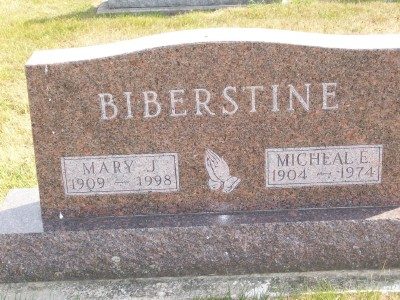 BIBERSTINE
MARY J.
1909 — 1998
MICHEAL E.
1904 — 1974